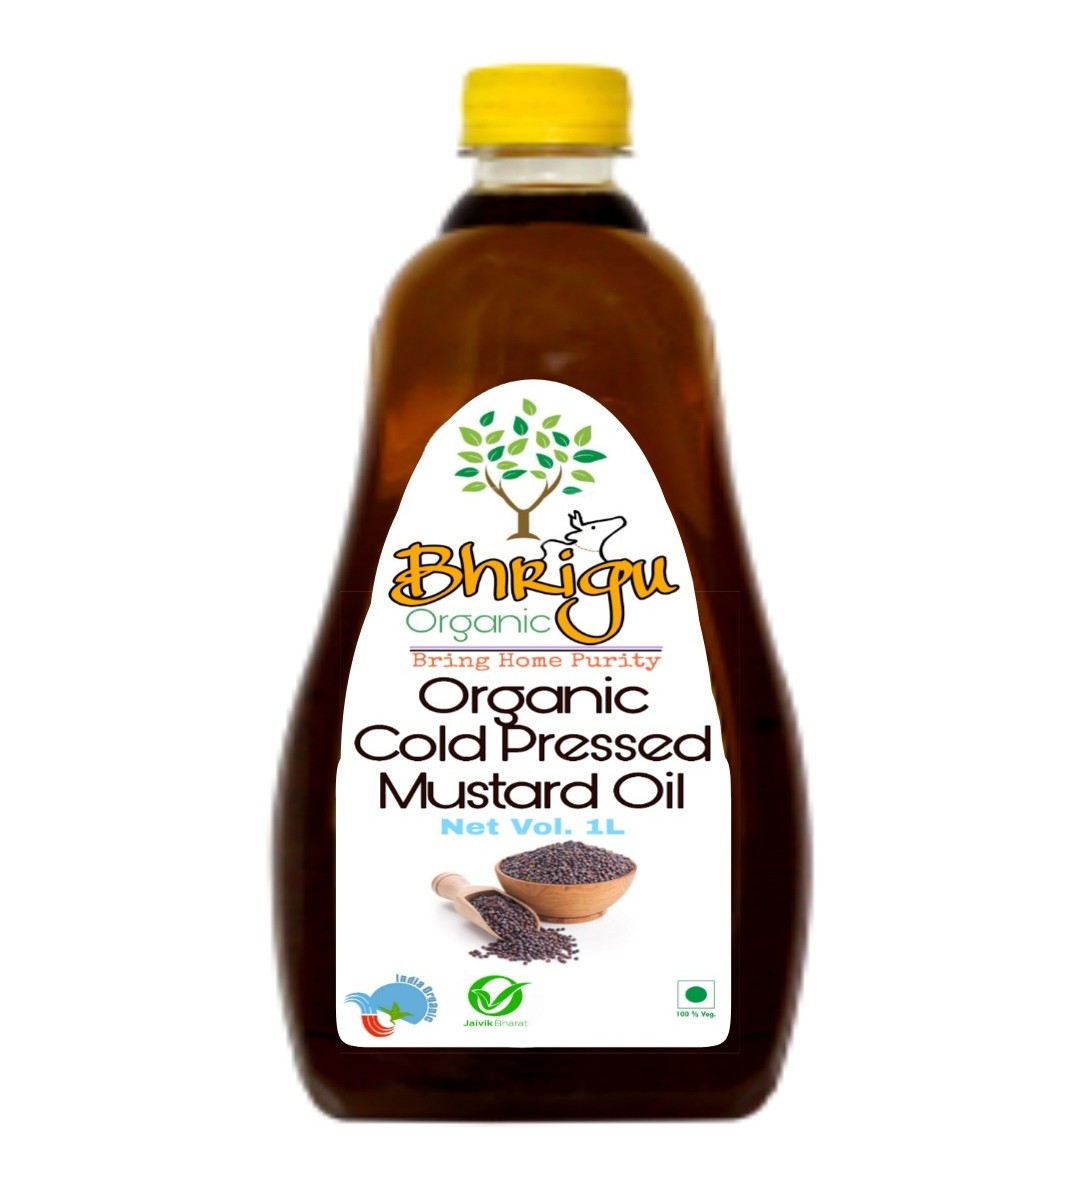 Bhrigu
Organic
Bring Home Purity
Organic
Cold Pressed
Mustard Oil
Net Vol. 1L
India Organic
Jaivik Bharat
100 % Veg.